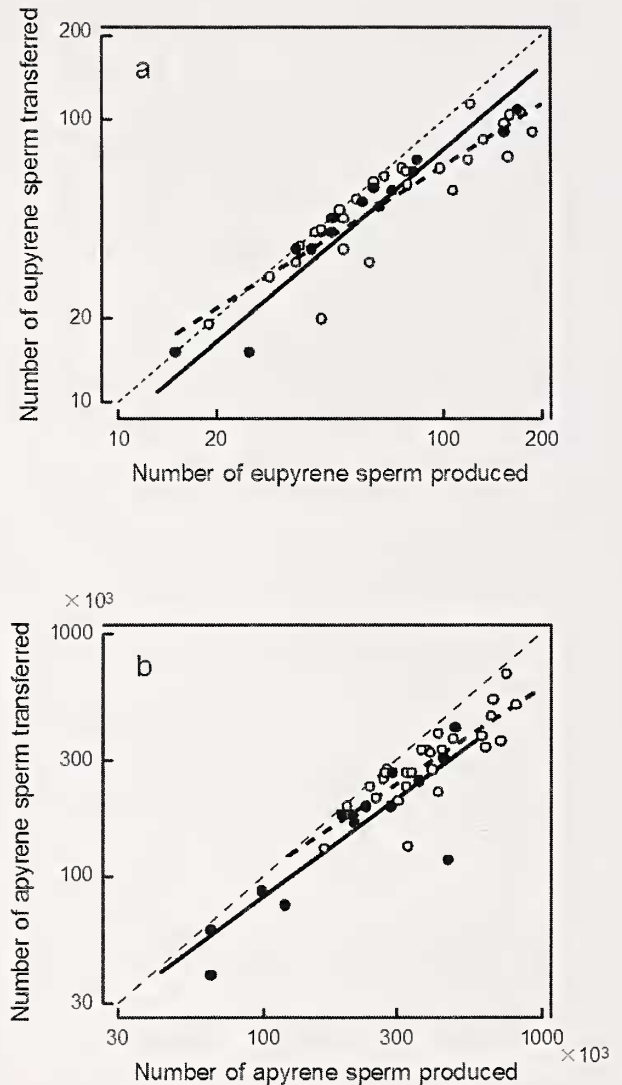 200
a
100
20
10
10 20 100 200
Number of eupyrene sperm transferred
Number of eupyrene sperm produced
×10³
1000
b
300
100
30
30 100 300 1000
×10³
Number of apyrene sperm transferred
Number of apyrene sperm produced